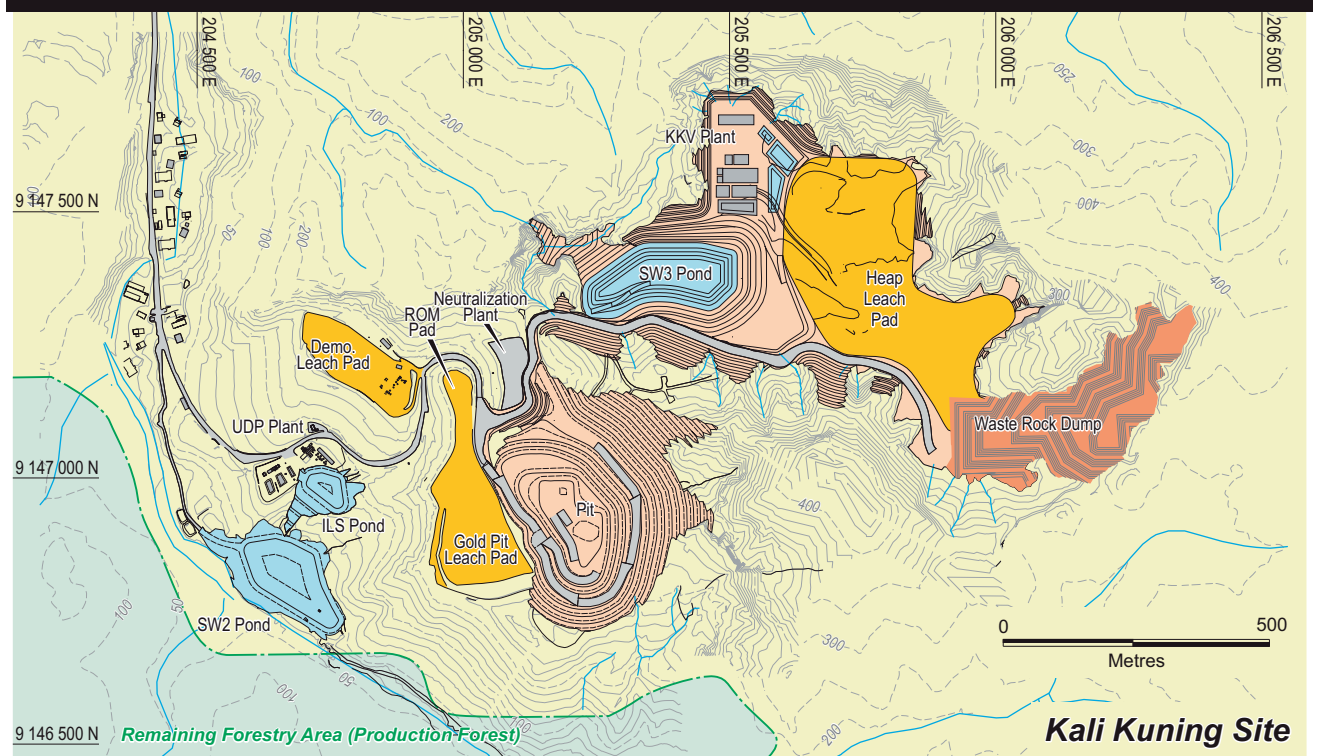 204 500 E
205 000 E
205 500 E
206 000 E
206 500 E
100
100
200
250
300
400
KKV Plant
9 147 500 N
50
100
200
SW3 Pond
Heap
Leach
Pad
300
400
Neutralization
Plant
ROM
Pad
Demo.
Leach Pad
UDP Plant
Waste Rock Dump
9 147 000 N
ILS Pond
Pit
400
Gold Pit
Leach Pad
100
50
SW2 Pond
0 500
Metres
300
50
100
100
200
9 146 500 N
Remaining Forestry Area (Production Forest)
Kali Kuning Site